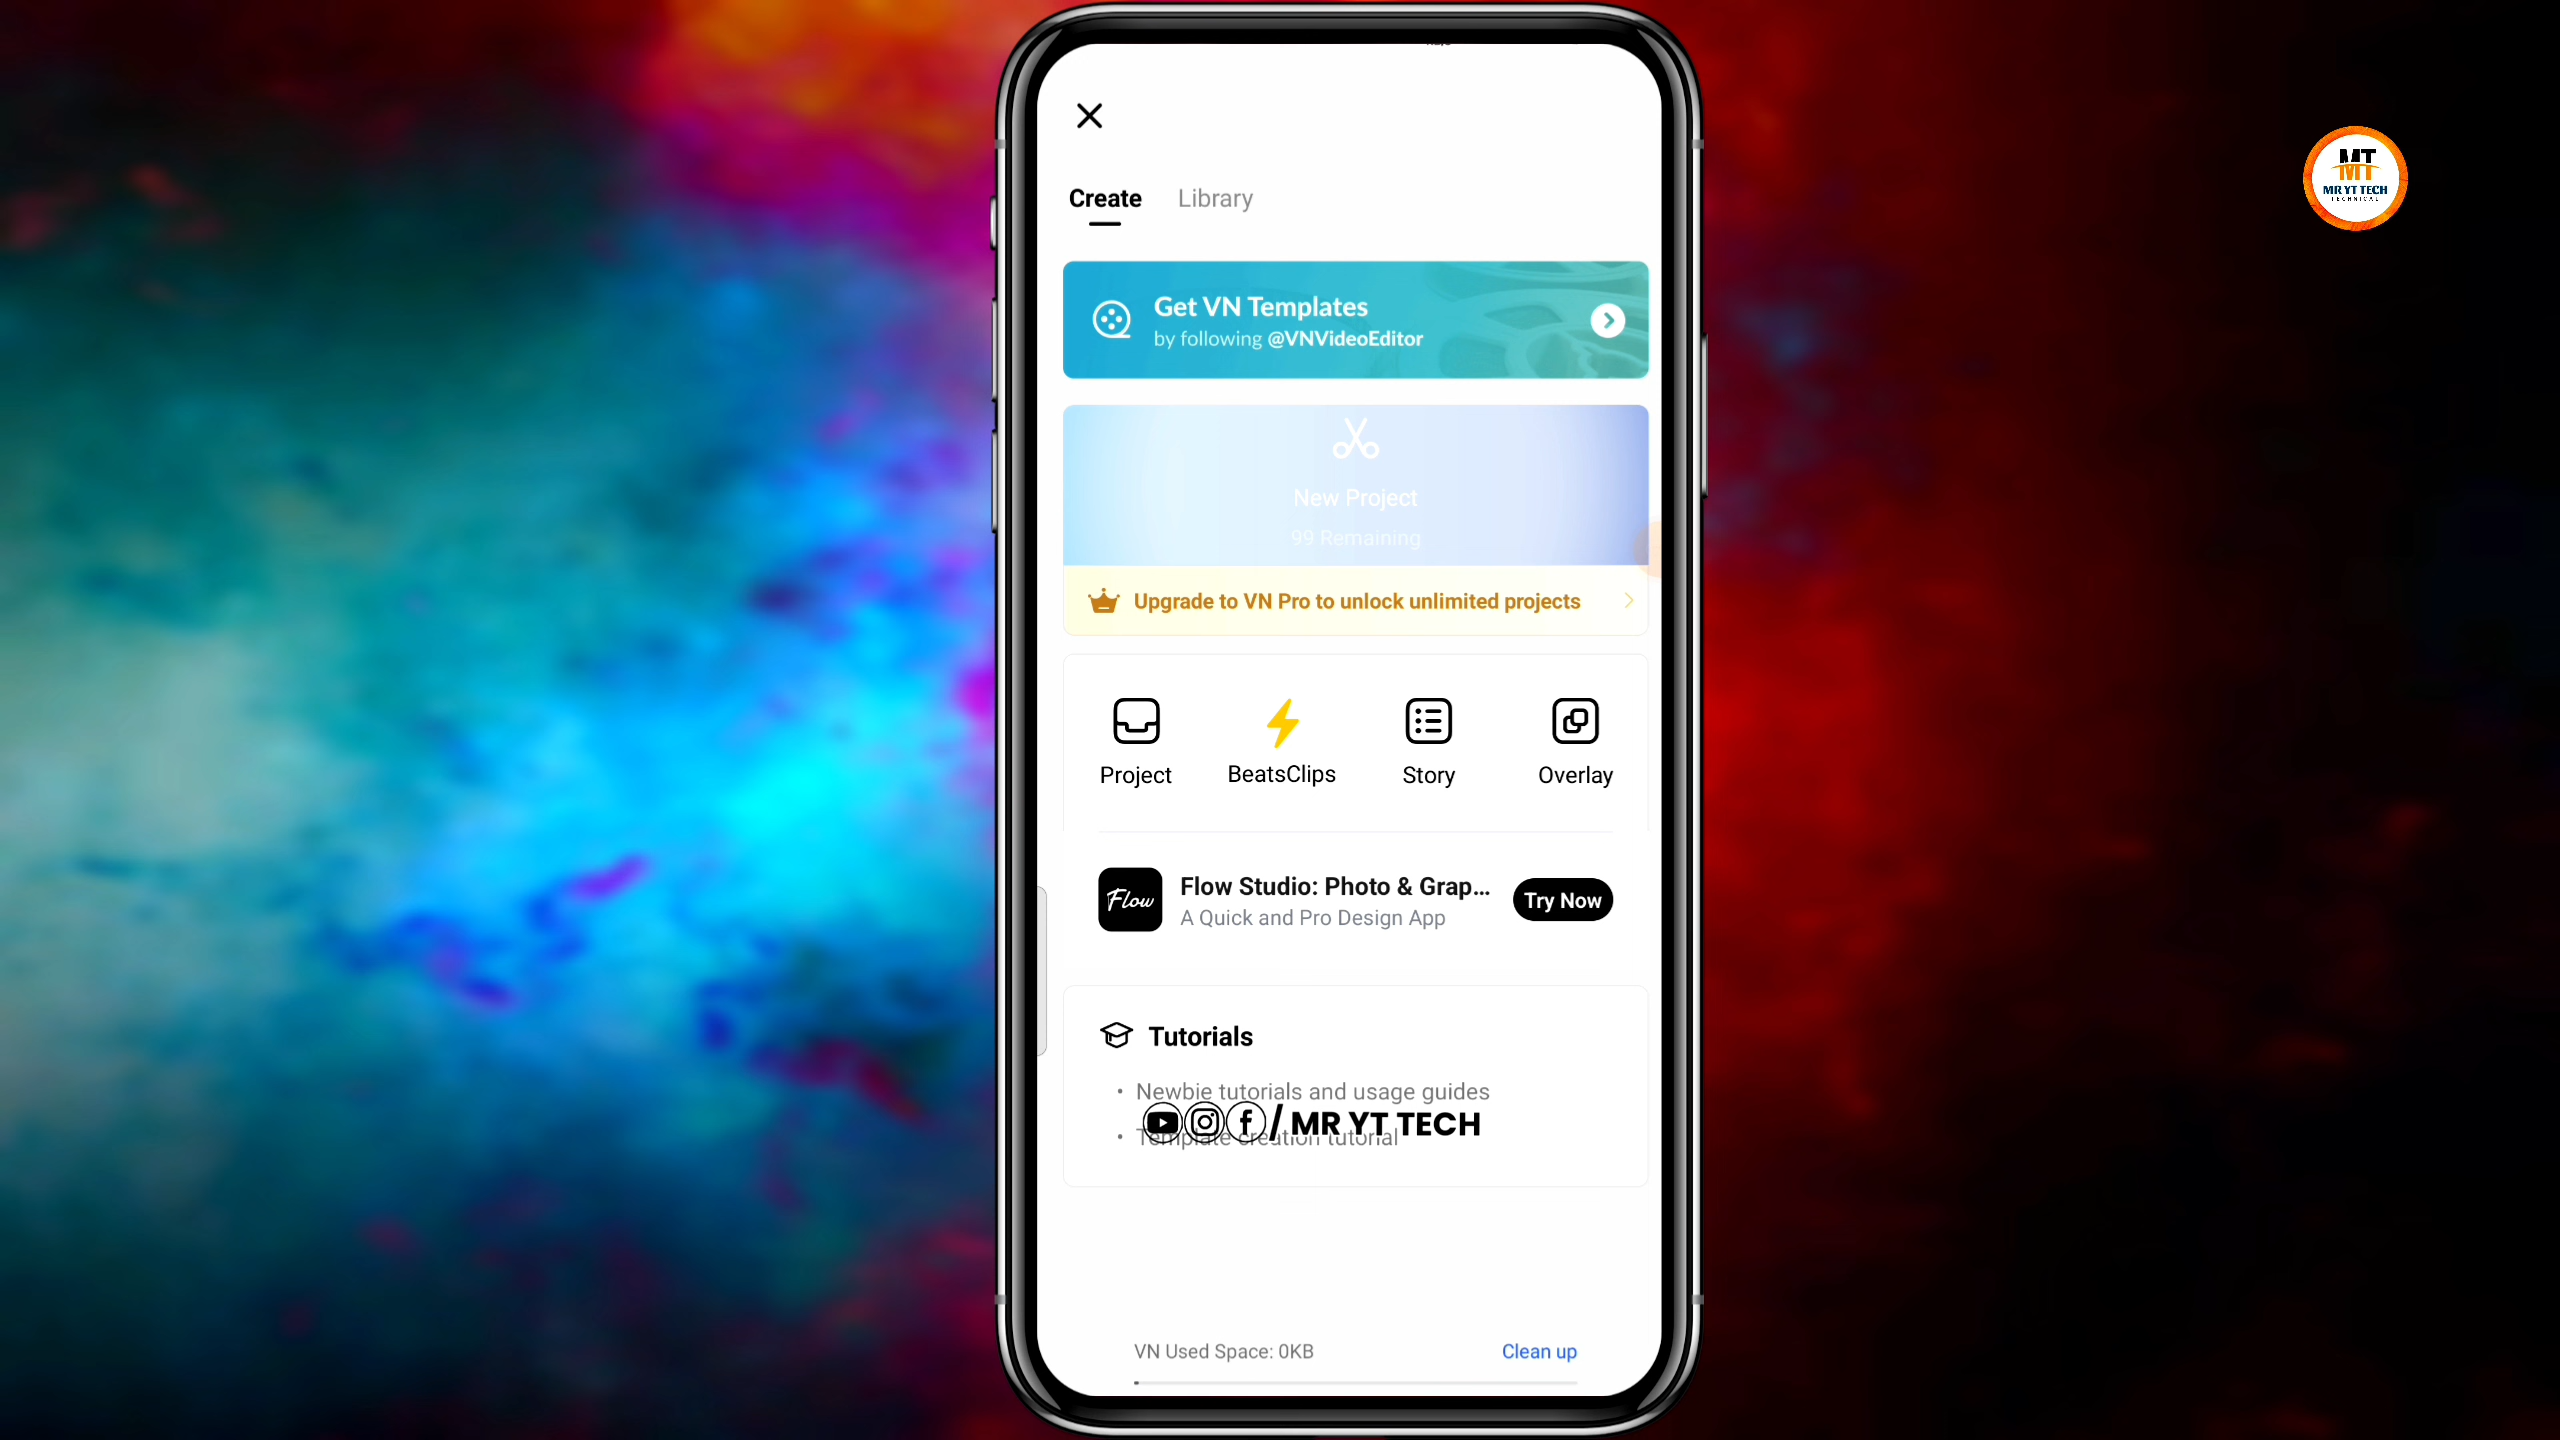 MT
MR YT TECH
TECHNICAL
Create Library
Get VN Templates
by following @VNVideoEditor
New Project
99 Remaining
Upgrade to VN Pro to unlock unlimited projects
Project BeatsClips Story Overlay
Flow
Flow Studio: Photo & Grap...
A Quick and Pro Design App
Try Now
Tutorials
• Newbie tutorials and usage guides
/ MR YT TECH
• Template creation tutorial
VN Used Space: 0KB Clean up